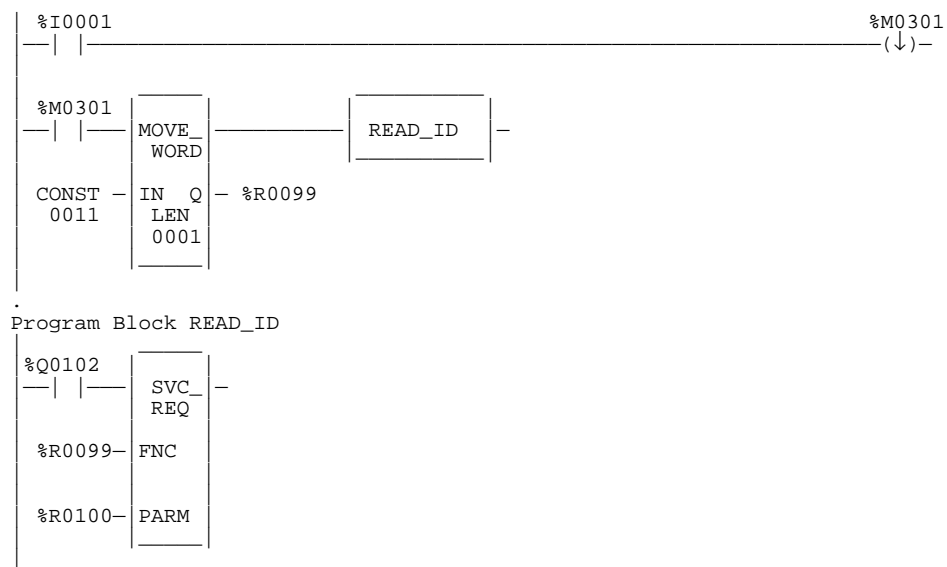 %I0001 %M0301
(↓)
%M0301
MOVE_ READ_ID
WORD
CONST IN Q %R0099
0011 LEN
0001
.
Program Block READ_ID
%Q0102
SVC_
REQ
%R0099 FNC
%R0100 PARM